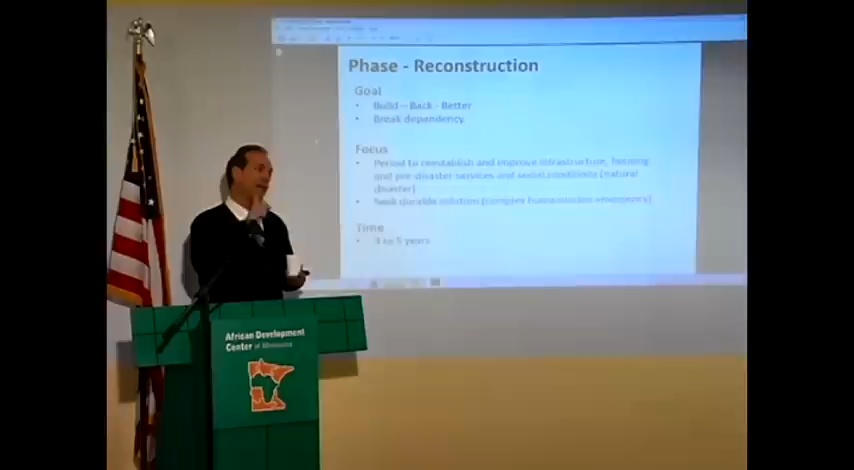 Phase - Reconstruction
Goal
• Build – Back - Better
• Break dependency
Focus
• Period to reestablish and improve infrastructure, housing
and pre-disaster services and social conditions (natural
disaster)
• Seek durable solution (complex humanitarian emergency)
Time
• 3 to 5 years
African Development
Center of Minnesota